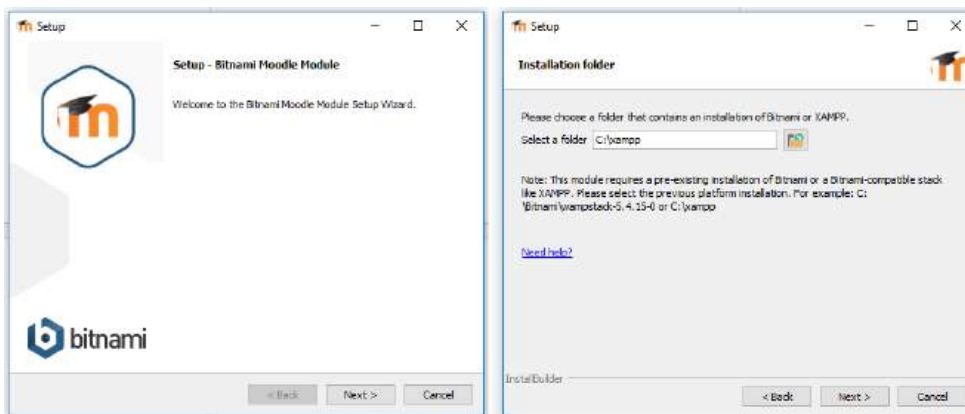 Setup
Setup - Bitnami Moodle Module
Welcome to the Bitnami Moodle Module Setup Wizard.
bitnami
< Back
Next >
Cancel
Setup
Installation folder
Please choose a folder that contains an installation of Bitnami or XAMPP.
Select a folder C:\xampp
Note: This module requires a pre-existing installation of Bitnami or a Bitnami-compatible stack
like XAMPP. Please select the previous platform installation. For example: C:
\Bitnami\wampstack-5.4.15-0 or C:\xampp
Need help?
InstallBuilder
< Back
Next >
Cancel